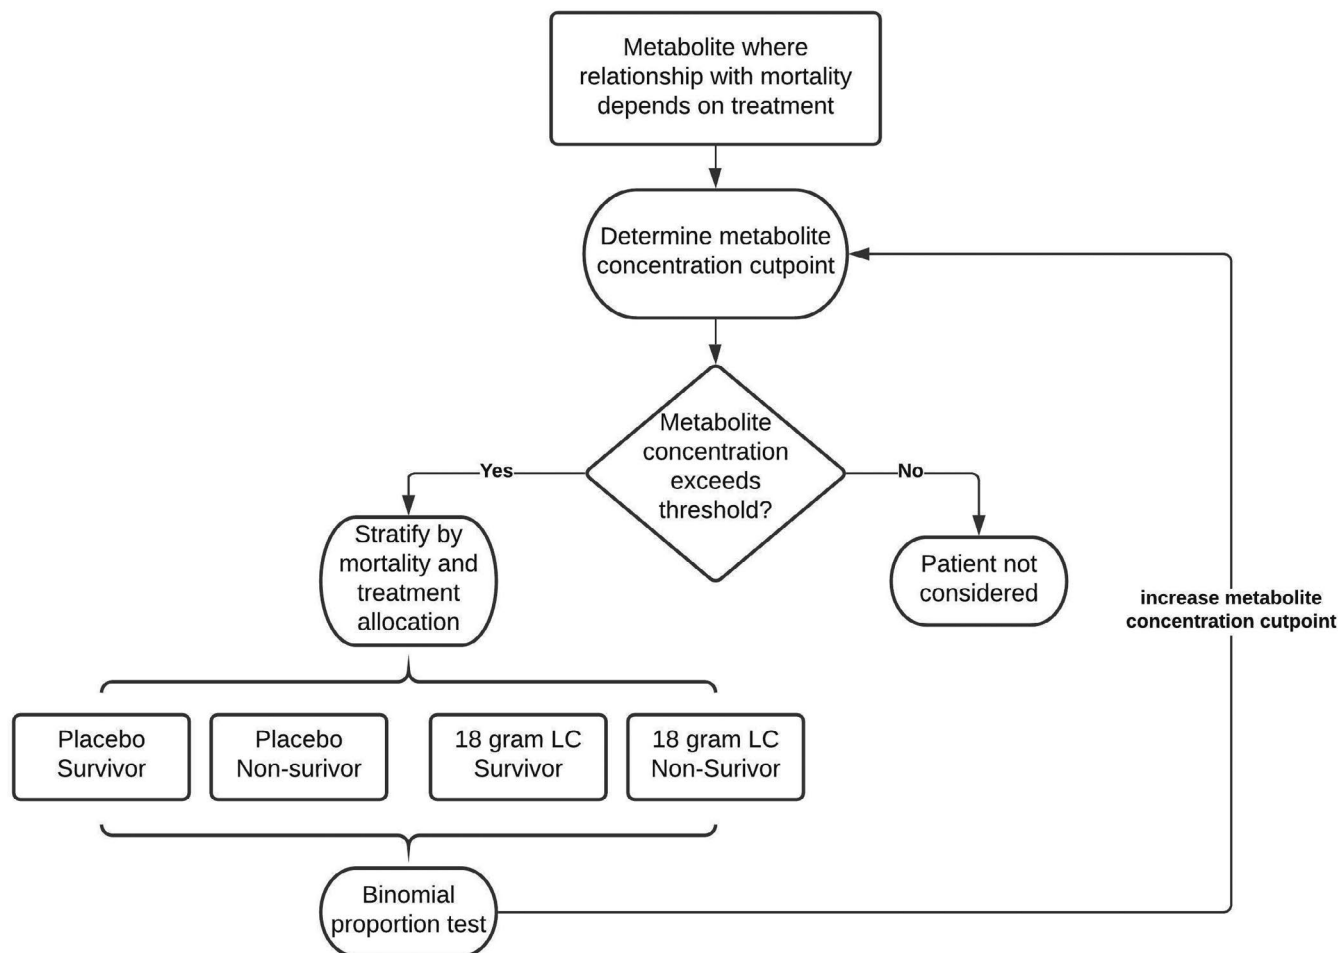 Metabolite where
relationship with mortality
depends on treatment
Determine metabolite
concentration cutpoint
Metabolite
concentration
exceeds
threshold?
Yes
No
Stratify by
mortality and
treatment
allocation
Patient not
considered
increase metabolite
concentration cutpoint
Placebo
Survivor
Placebo
Non-surivor
18 gram LC
Survivor
18 gram LC
Non-Surivor
Binomial
proportion test